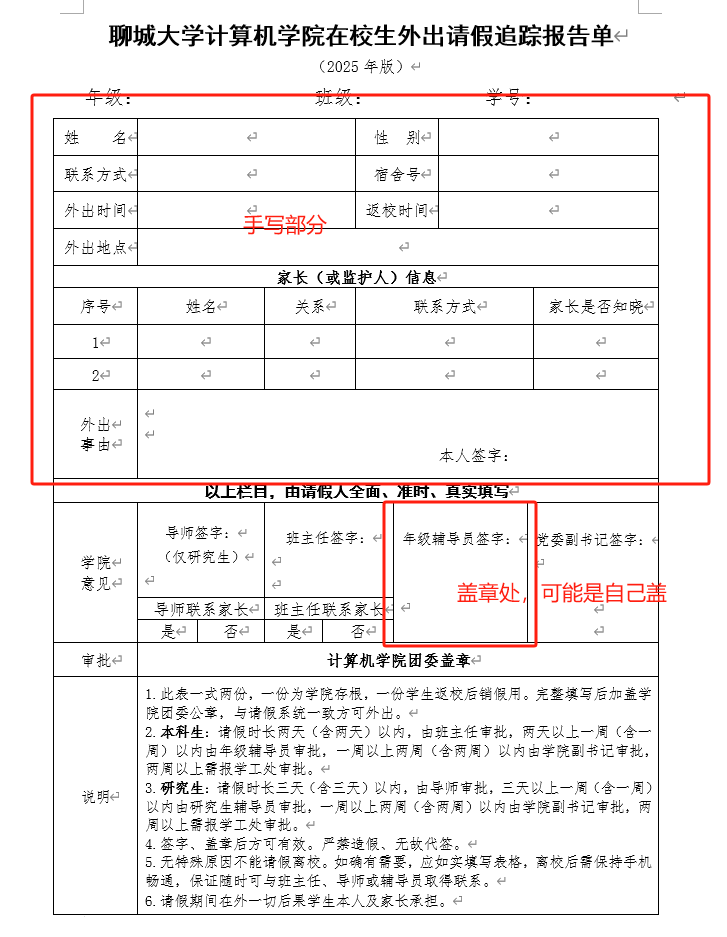 聊城大学计算机学院在校生外出请假追踪报告单
（2025 年版）
年级： 班级： 学号：
姓 名 性 别
联系方式 宿舍号
外出时间 手写部分 返校时间
外出地点
家长（或监护人）信息
序号 姓名 关系 联系方式 家长是否知晓
1
2
外出
事由
本人签字：
以上栏目，由请假人全面、准时、真实填写
学院
意见
导师签字：
（仅研究生）
班主任签字：
年级辅导员签字：
党委副书记签字：
盖章处，可能是自己盖
导师联系家长 班主任联系家长
是 否 是 否
审批 计算机学院团委盖章
说明
1.此表一式两份，一份为学院存根，一份学生返校后销假用。完整填写后加盖学
院团委公章，与请假系统一致方可外出。
2.本科生：请假时长两天（含两天）以内，由班主任审批，两天以上一周（含一
周）以内由年级辅导员审批，一周以上两周（含两周）以内由学院副书记审批，
两周以上需报学工处审批。
3.研究生：请假时长三天（含三天）以内，由导师审批，三天以上一周（含一周）
以内由研究生辅导员审批，一周以上两周（含两周）以内由学院副书记审批，两
周以上需报学工处审批。
4.签字、盖章后方可有效。严禁造假、无故代签。
5.无特殊原因不能请假离校。如确有需要，应如实填写表格，离校后需保持手机
畅通，保证随时可与班主任、导师或辅导员取得联系。
6.请假期间在外一切后果学生本人及家长承担。